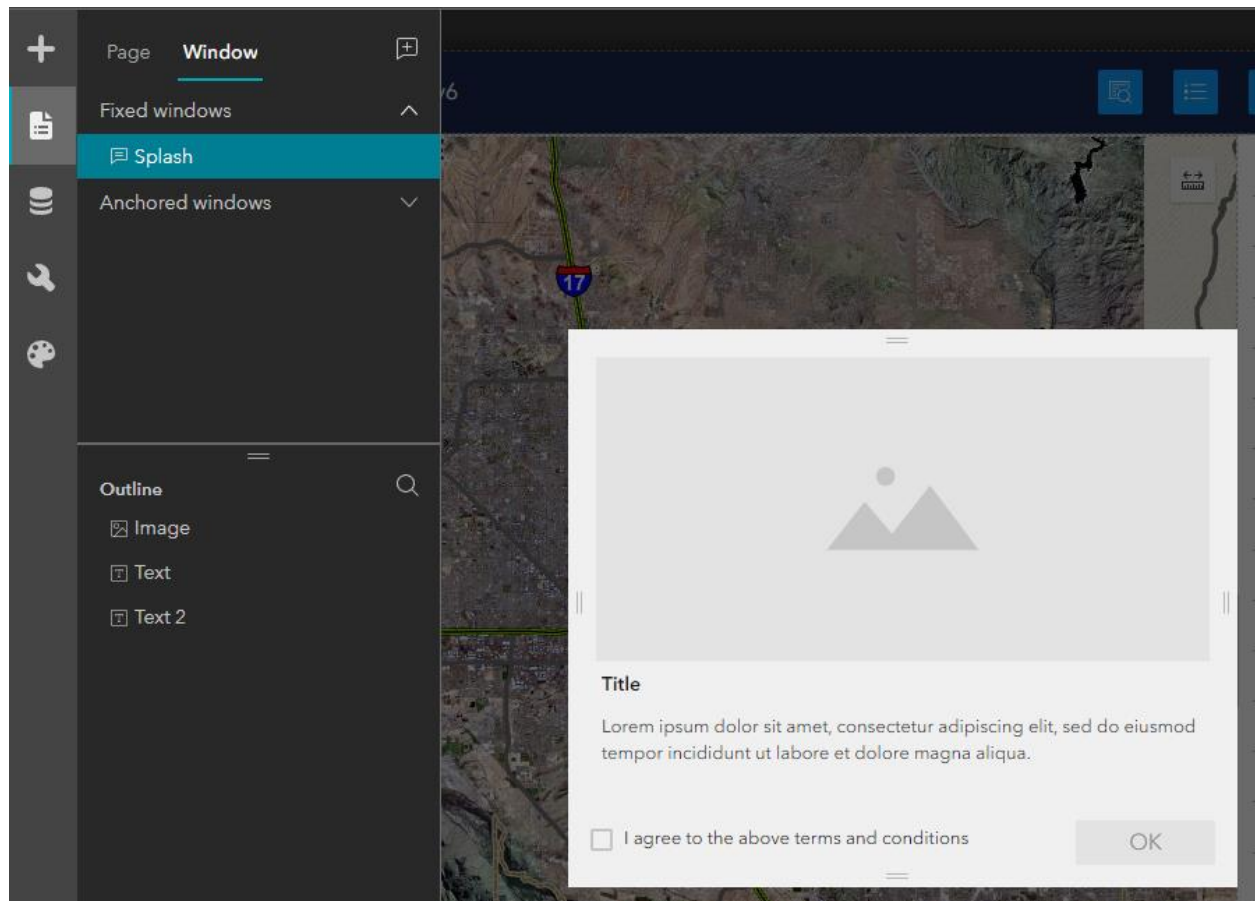 Page Window
Fixed windows
Splash
Anchored windows
Outline
Image
Text
Text 2
17
Title
Lorem ipsum dolor sit amet, consectetur adipiscing elit, sed do eiusmod
tempor incididunt ut labore et dolore magna aliqua.
I agree to the above terms and conditions
OK